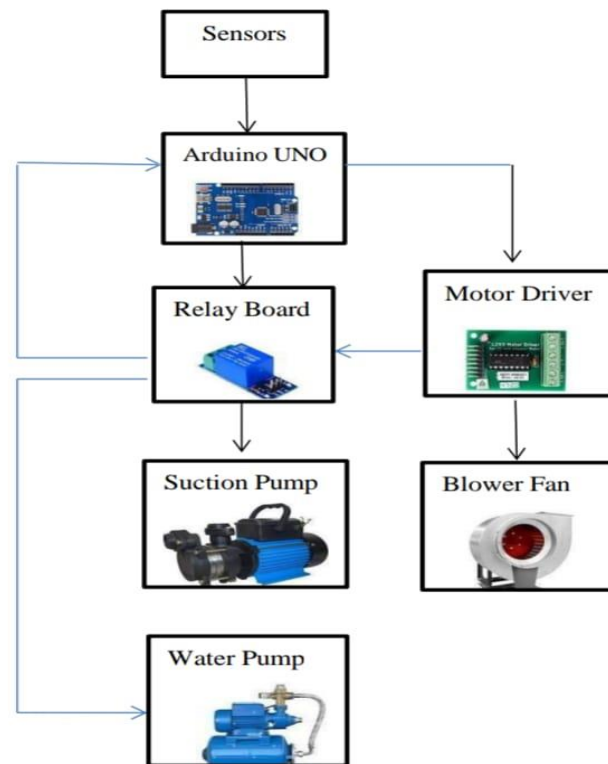 Sensors
Arduino UNO
Relay Board
Motor Driver
Suction Pump
Blower Fan
Water Pump